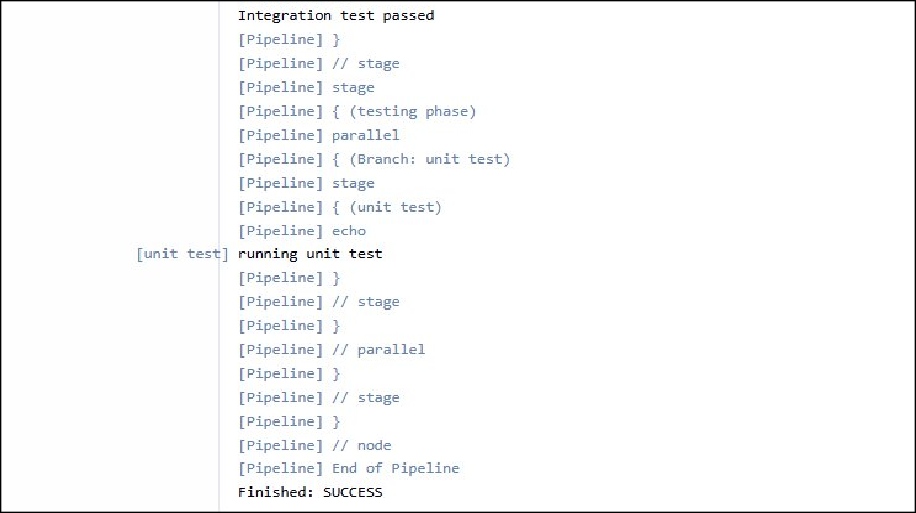 Integration test passed
[Pipeline] }
[Pipeline] // stage
[Pipeline] stage
[Pipeline] { (testing phase)
[Pipeline] parallel
[Pipeline] { (Branch: unit test)
[Pipeline] stage
[Pipeline] { (unit test)
[Pipeline] echo
[unit test] running unit test
[Pipeline] }
[Pipeline] // stage
[Pipeline] }
[Pipeline] // parallel
[Pipeline] }
[Pipeline] // stage
[Pipeline] }
[Pipeline] // node
[Pipeline] End of Pipeline
Finished: SUCCESS